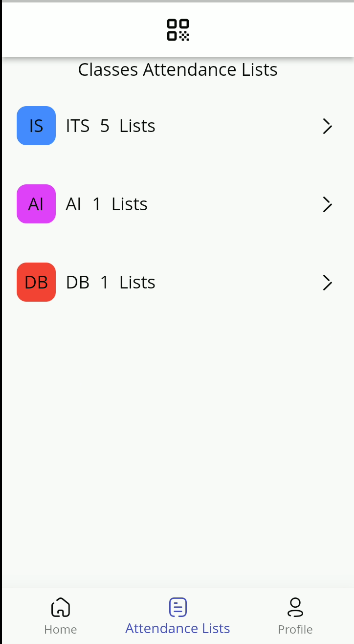 Classes Attendance Lists
IS ITS 5 Lists
AI AI 1 Lists
DB DB 1 Lists
Home Attendance Lists Profile